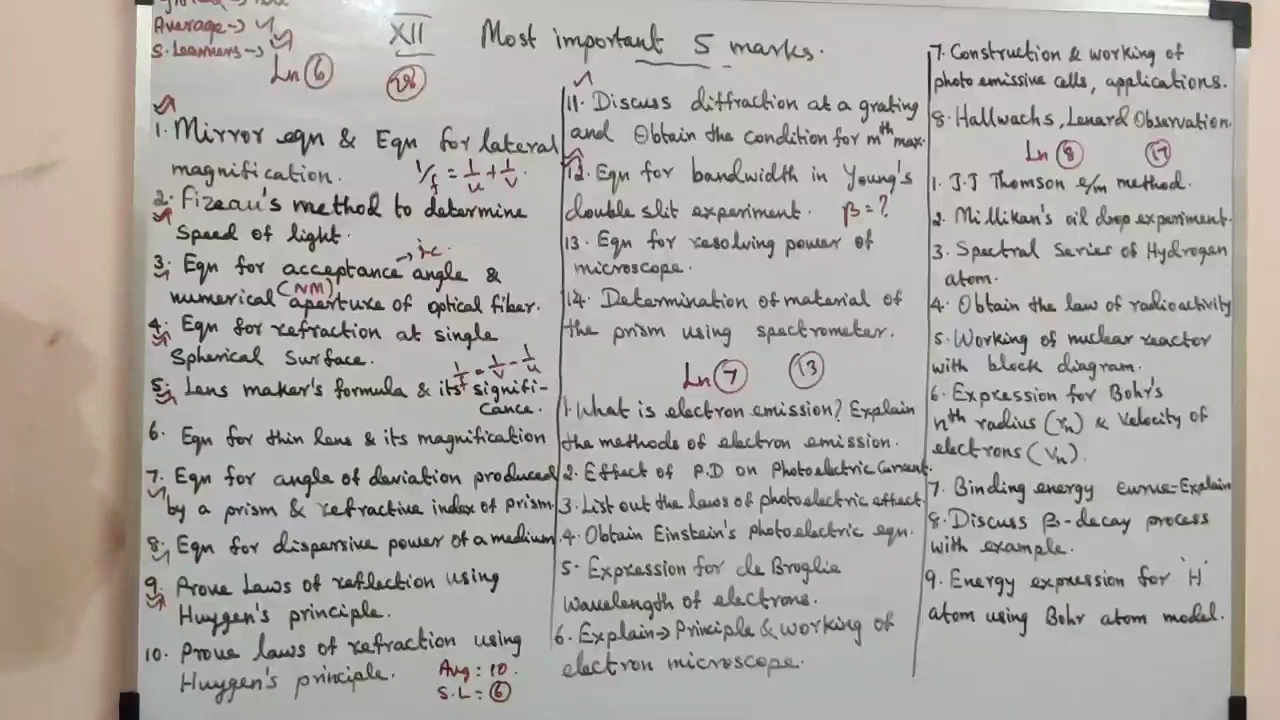 Average →
S. Learners →
XII Most important 5 marks.
Ln 6 28
1. Mirror eqn & Eqn for lateral
magnification. 1/f = 1/u + 1/v.
2. Fizeau's method to determine
Speed of light.
→ ic.
3. Eqn for acceptance angle &
(NM)
numerical aperture of optical fiber.
4. Eqn for refraction at single
Spherical Surface.
1/f = 1/v - 1/u
5. Lens maker's formula & its signifi-
cance.
6. Eqn for thin lens & its magnification
7. Eqn for angle of deviation produced
by a prism & refractive index of prism
8. Eqn for dispersive power of a medium.
9. Prove Laws of reflection using
Huygen's principle.
10. Prove laws of refraction using
Huygen's principle.
Avg: 10.
S.L = 6
11. Discuss diffraction at a grating
and Obtain the condition for mth max.
12. Eqn for bandwidth in Young's
double slit experiment. β = ?
13. Eqn for resolving power of
microscope.
14. Determination of material of
the prism using spectrometer.
Ln 7 13
1. What is electron emission? Explain
the methods of electron emission.
2. Effect of P.D on Photoelectric Current.
3. List out the laws of photoelectric effect.
4. Obtain Einstein's photoelectric eqn.
5. Expression for de Broglie
Wavelength of electrons.
6. Explain → Principle & working of
electron microscope.
7. Construction & working of
photo emissive cells, applications.
8. Hallwachs, Lenard Observation.
Ln 8 17
1. J.J Thomson e/m method.
2. Millikan's oil drop experiment.
3. Spectral Series of Hydrogen
atom.
4. Obtain the law of radioactivity
5. Working of nuclear reactor
with block diagram.
6. Expression for Bohr's
nth radius (rn) & Velocity of
electrons (Vn).
7. Binding energy curve-Explain
8. Discuss β-decay process
with example.
9. Energy expression for 'H'
atom using Bohr atom model.